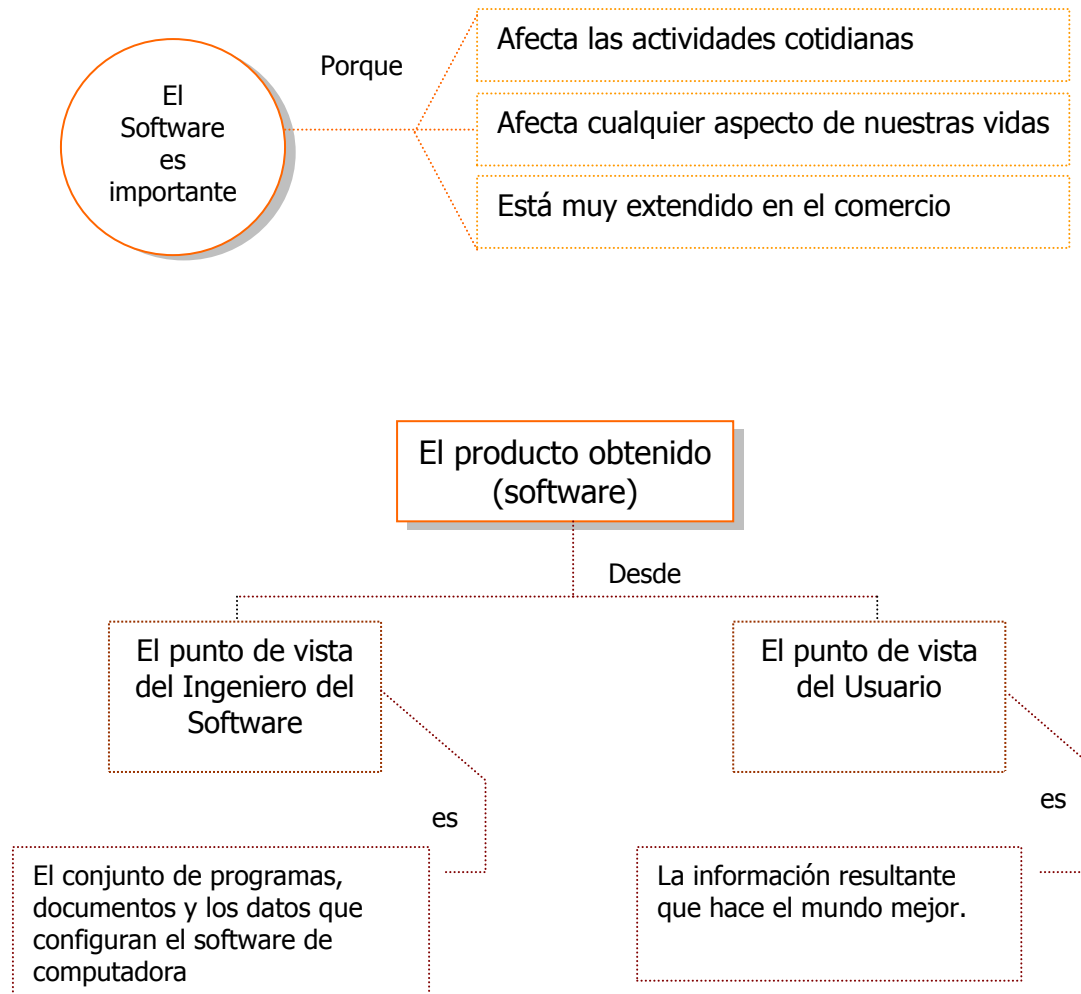 El
Software
es
importante
Porque
Afecta las actividades cotidianas
Afecta cualquier aspecto de nuestras vidas
Está muy extendido en el comercio
El producto obtenido
(software)
Desde
El punto de vista
del Ingeniero del
Software
es
El conjunto de programas,
documentos y los datos que
configuran el software de
computadora
El punto de vista
del Usuario
es
La información resultante
que hace el mundo mejor.